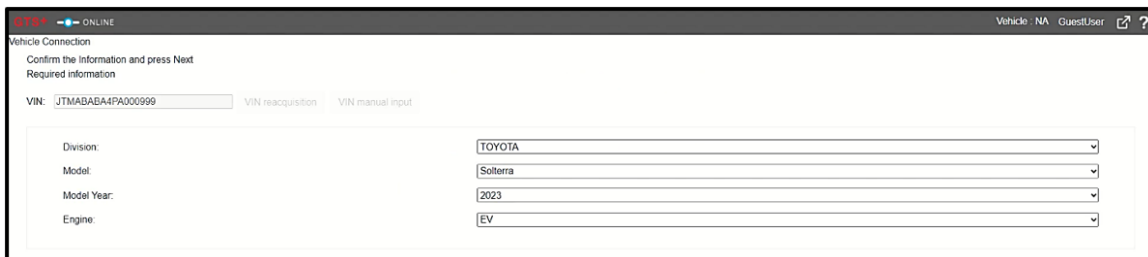 GTS+ ONLINE Vehicle : NA GuestUser ?
Vehicle Connection
Confirm the Information and press Next
Required information
VIN: JTMABABA4PA000999 VIN reacquisition VIN manual input
Division: TOYOTA
Model: Solterra
Model Year: 2023
Engine: EV